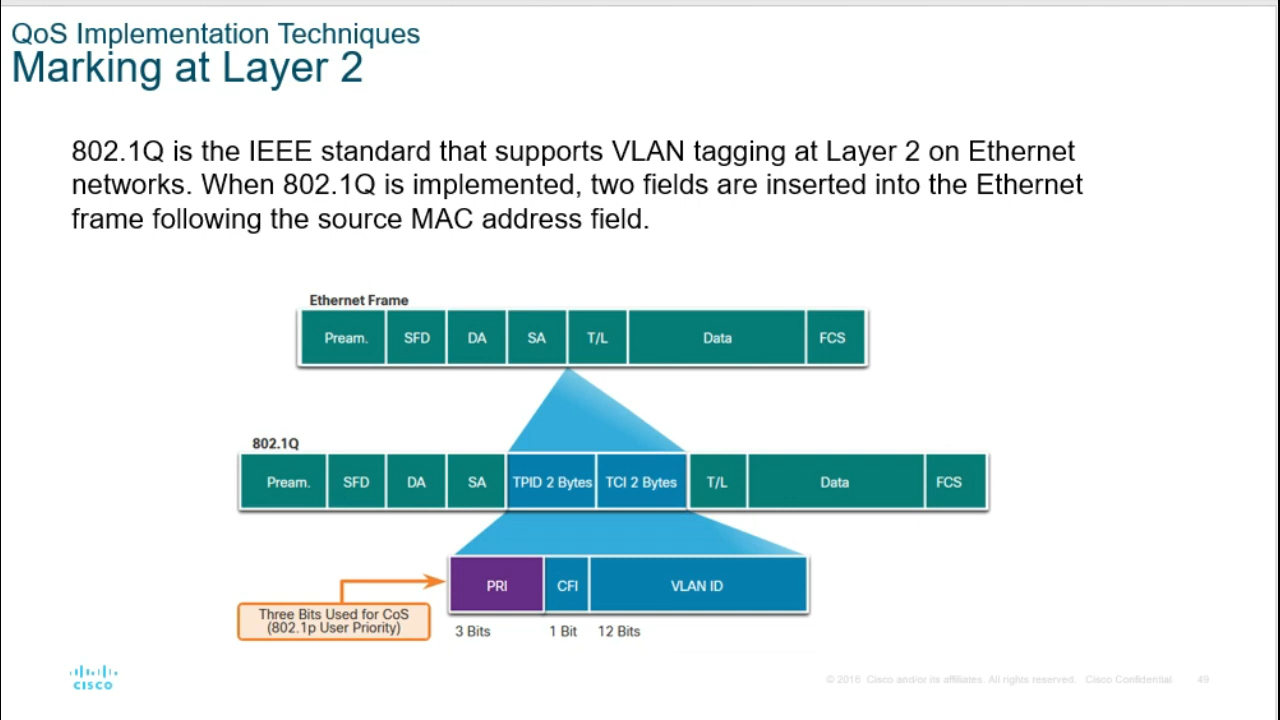 QoS Implementation Techniques
Marking at Layer 2
802.1Q is the IEEE standard that supports VLAN tagging at Layer 2 on Ethernet
networks. When 802.1Q is implemented, two fields are inserted into the Ethernet
frame following the source MAC address field.
Ethernet Frame
Pream. SFD DA SA T/L Data FCS
802.1Q
Pream. SFD DA SA TPID 2 Bytes TCI 2 Bytes T/L Data FCS
PRI CFI VLAN ID
Three Bits Used for CoS
(802.1p User Priority)
3 Bits 1 Bit 12 Bits
CISCO
© 2016 Cisco and/or its affiliates. All rights reserved. Cisco Confidential 49